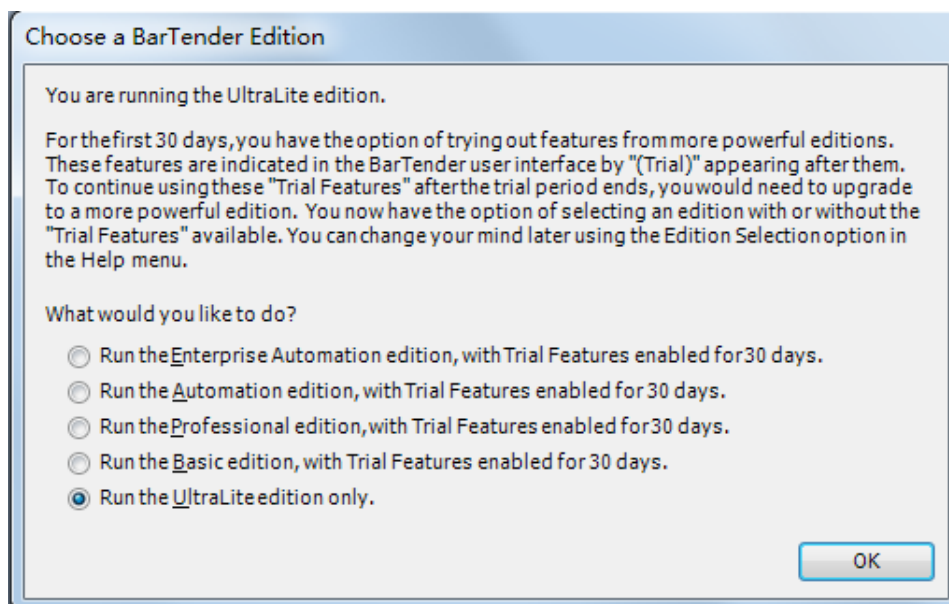 Choose a BarTender Edition
You are running the UltraLite edition.
For the first 30 days, you have the option of trying out features from more powerful editions.
These features are indicated in the BarTender user interface by "(Trial)" appearing after them.
To continue using these "Trial Features" after the trial period ends, you would need to upgrade
to a more powerful edition.  You now have the option of selecting an edition with or without the
"Trial Features" available. You can change your mind later using the Edition Selection option in
the Help menu.
What would you like to do?
Run the Enterprise Automation edition, with Trial Features enabled for 30 days.
Run the Automation edition, with Trial Features enabled for 30 days.
Run the Professional edition, with Trial Features enabled for 30 days.
Run the Basic edition, with Trial Features enabled for 30 days.
Run the UltraLite edition only.
OK